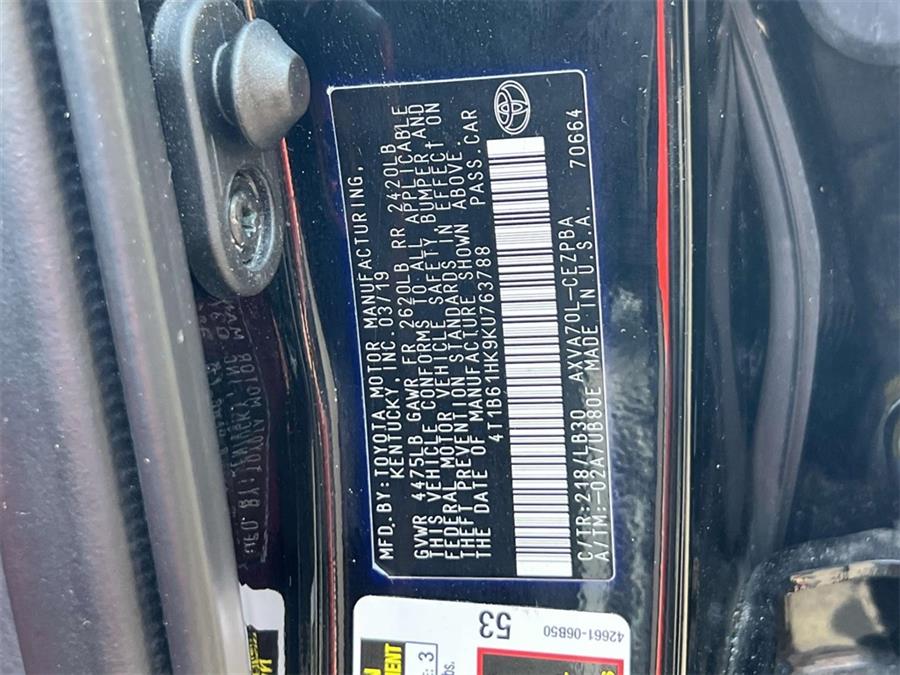 MFD. BY: TOYOTA MOTOR MANUFACTURING,
KENTUCKY, INC. 03/19
GVWR 4475LB GAWR FR 2620LB RR 2420LB
THIS VEHICLE CONFORMS TO ALL APPLICABLE
FEDERAL MOTOR VEHICLE SAFETY, BUMPER, AND
THEFT PREVENTION STANDARDS IN EFFECT ON
THE DATE OF MANUFACTURE SHOWN ABOVE.
4T1B61HK9KU763788 PASS. CAR
C/TR: 218/LB30 AXVA70L-CEZPBA 70664
A/TM: -02A/UB80E MADE IN U.S.A.
53
42661-06B50
: 3
bs.